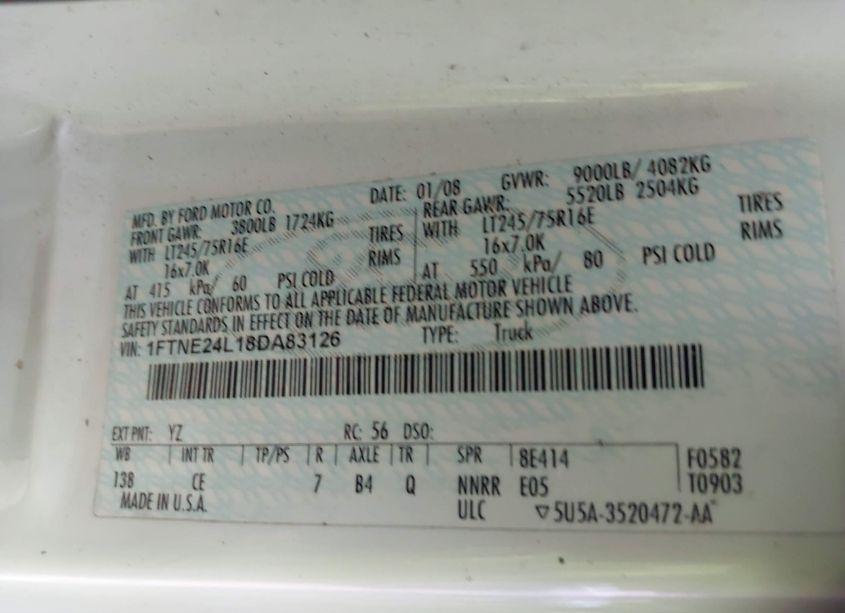 MFD. BY FORD MOTOR CO.
DATE: 01/08 GVWR: 9000LB/ 4082KG
FRONT GAWR: 3800LB 1724KG REAR GAWR: 5520LB 2504KG
WITH LT245/75R16E TIRES WITH LT245/75R16E TIRES
16x7.0K RIMS 16x7.0K RIMS
AT 415 kPa/ 60 PSI COLD AT 550 kPa/ 80 PSI COLD
THIS VEHICLE CONFORMS TO ALL APPLICABLE FEDERAL MOTOR VEHICLE
SAFETY STANDARDS IN EFFECT ON THE DATE OF MANUFACTURE SHOWN ABOVE.
VIN: 1FTNE24L18DA83126 TYPE: Truck
EXT PNT: YZ RC: 56 DSO:
WB INT TR TP/PS R AXLE TR SPR 8E414 F0582
138 CE 7 B4 Q NNRR E05 T0903
MADE IN U.S.A. ULC ▽5U5A-3520472-AA